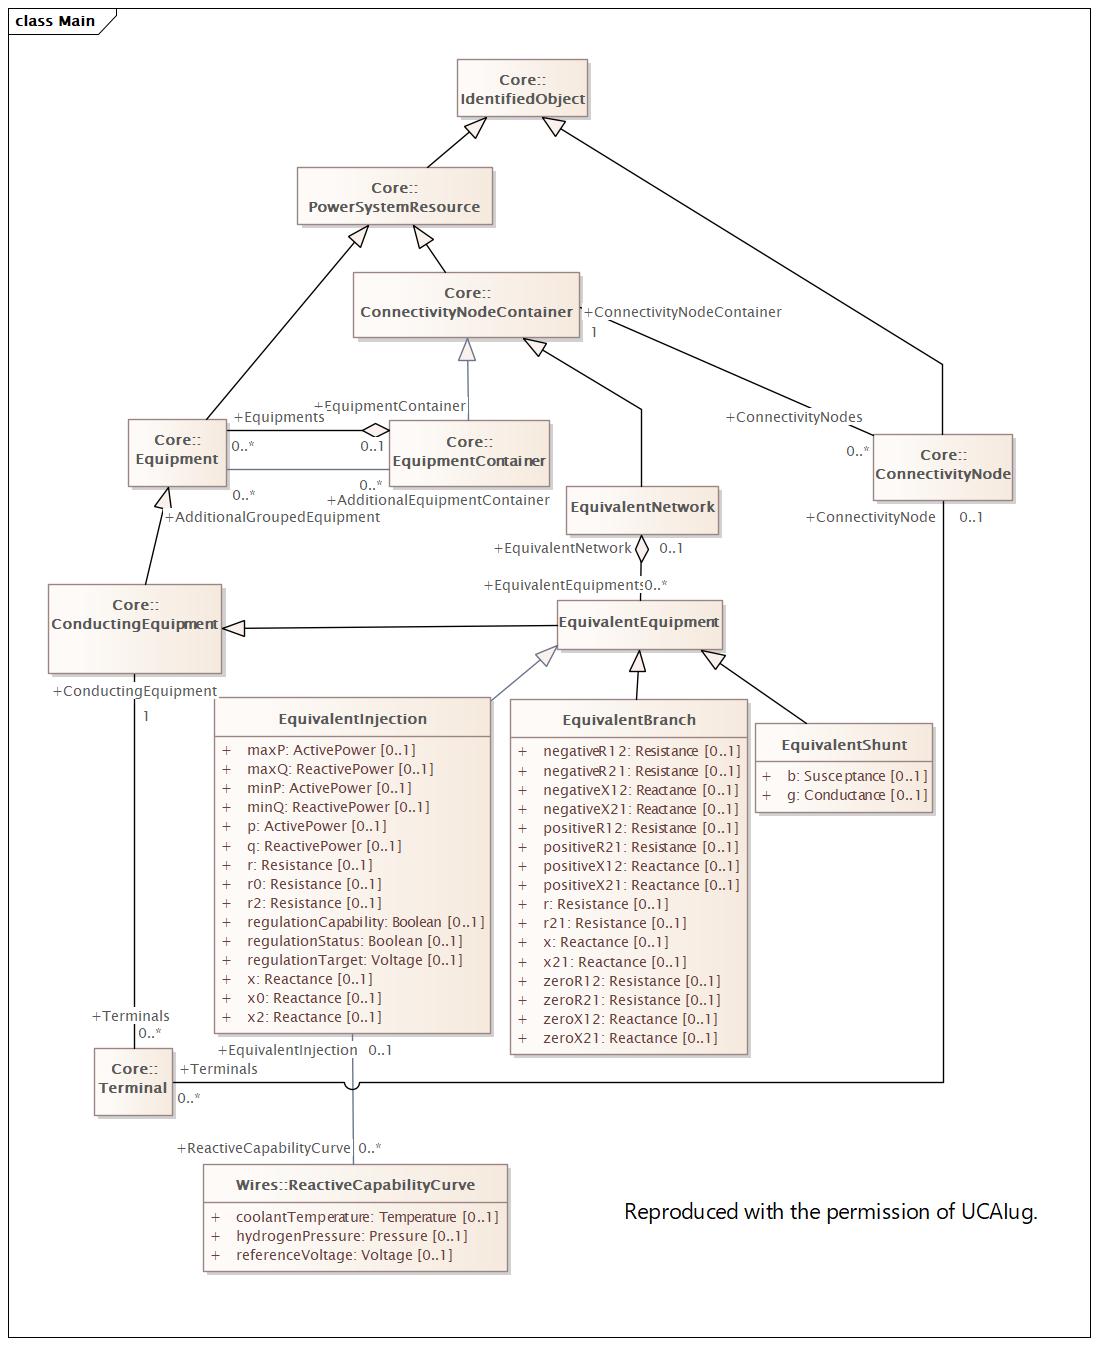 class Main
Core::
IdentifiedObject
Core::
PowerSystemResource
Core::
ConnectivityNodeContainer
+ConnectivityNodeContainer
1
+EquipmentContainer
+Equipments
0..*
0..1
+ConnectivityNodes
0..*
Core::
Equipment
Core::
EquipmentContainer
Core::
ConnectivityNode
0..*
0..*
+AdditionalEquipmentContainer
+AdditionalGroupedEquipment
EquivalentNetwork
+ConnectivityNode 0..1
+EquivalentNetwork 0..1
+EquivalentEquipments 0..*
Core::
ConductingEquipment
EquivalentEquipment
+ConductingEquipment
1
EquivalentInjection
+ maxP: ActivePower [0..1]
+ maxQ: ReactivePower [0..1]
+ minP: ActivePower [0..1]
+ minQ: ReactivePower [0..1]
+ p: ActivePower [0..1]
+ q: ReactivePower [0..1]
+ r: Resistance [0..1]
+ r0: Resistance [0..1]
+ r2: Resistance [0..1]
+ regulationCapability: Boolean [0..1]
+ regulationStatus: Boolean [0..1]
+ regulationTarget: Voltage [0..1]
+ x: Reactance [0..1]
+ x0: Reactance [0..1]
+ x2: Reactance [0..1]
EquivalentBranch
+ negativeR12: Resistance [0..1]
+ negativeR21: Resistance [0..1]
+ negativeX12: Reactance [0..1]
+ negativeX21: Reactance [0..1]
+ positiveR12: Resistance [0..1]
+ positiveR21: Resistance [0..1]
+ positiveX12: Reactance [0..1]
+ positiveX21: Reactance [0..1]
+ r: Resistance [0..1]
+ r21: Resistance [0..1]
+ x: Reactance [0..1]
+ x21: Reactance [0..1]
+ zeroR12: Resistance [0..1]
+ zeroR21: Resistance [0..1]
+ zeroX12: Reactance [0..1]
+ zeroX21: Reactance [0..1]
EquivalentShunt
+ b: Susceptance [0..1]
+ g: Conductance [0..1]
+Terminals
0..*
Core::
Terminal
+Terminals
0..*
+EquivalentInjection 0..1
+ReactiveCapabilityCurve 0..*
Wires::ReactiveCapabilityCurve
+ coolantTemperature: Temperature [0..1]
+ hydrogenPressure: Pressure [0..1]
+ referenceVoltage: Voltage [0..1]
Reproduced with the permission of UCAIug.